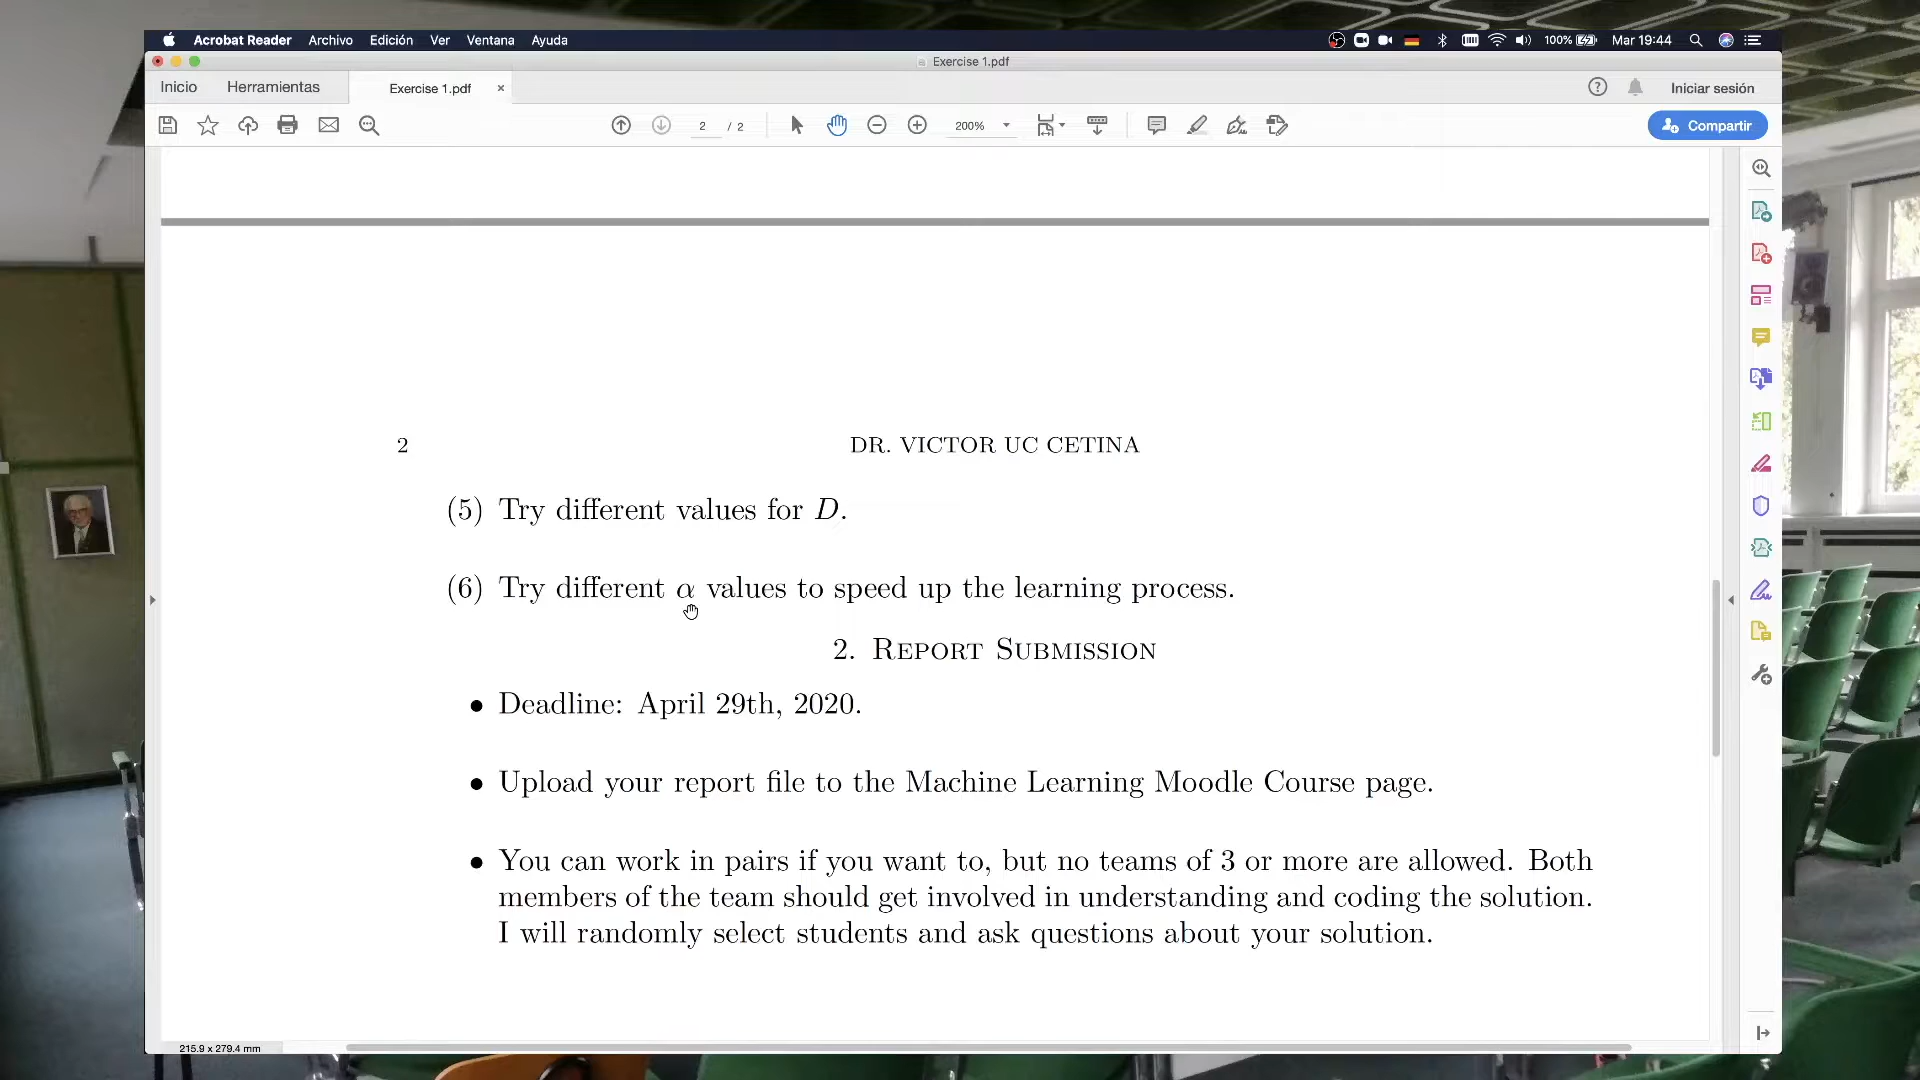 Acrobat Reader Archivo Edición Ver Ventana Ayuda 100% Mar 19:44
Exercise 1.pdf
Inicio Herramientas Exercise 1.pdf × Iniciar sesión
2 / 2 200% Compartir
2 DR. VICTOR UC CETINA
(5) Try different values for D.
(6) Try different α values to speed up the learning process.
2. REPORT SUBMISSION
• Deadline: April 29th, 2020.
• Upload your report file to the Machine Learning Moodle Course page.
• You can work in pairs if you want to, but no teams of 3 or more are allowed. Both
members of the team should get involved in understanding and coding the solution.
I will randomly select students and ask questions about your solution.
215.9 x 279.4 mm